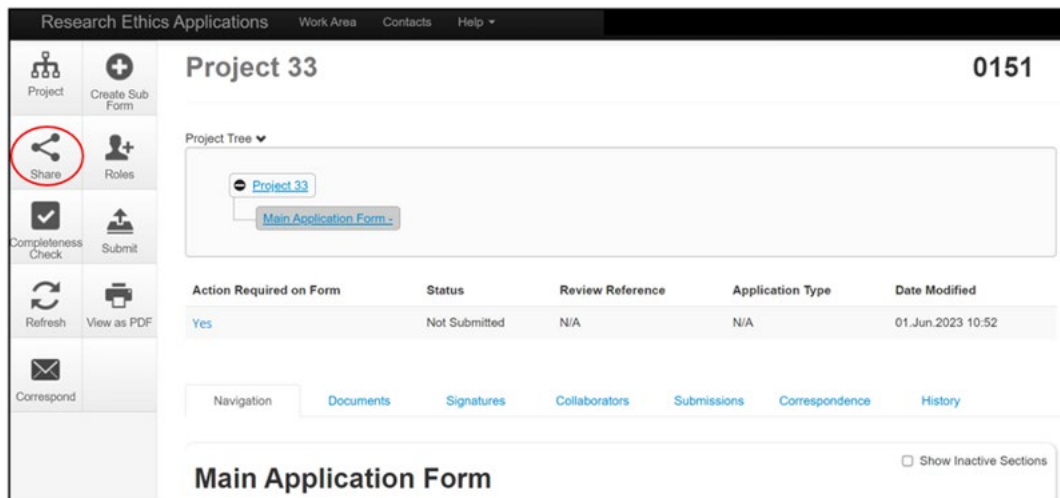 Research Ethics Applications Work Area Contacts Help
Project Create Sub Form
Share Roles
Completeness Check Submit
Refresh View as PDF
Correspond
Project 33 0151
Project Tree
Project 33
Main Application Form -
Action Required on Form Status Review Reference Application Type Date Modified
Yes Not Submitted N/A N/A 01.Jun.2023 10:52
Navigation Documents Signatures Collaborators Submissions Correspondence History
Main Application Form Show Inactive Sections